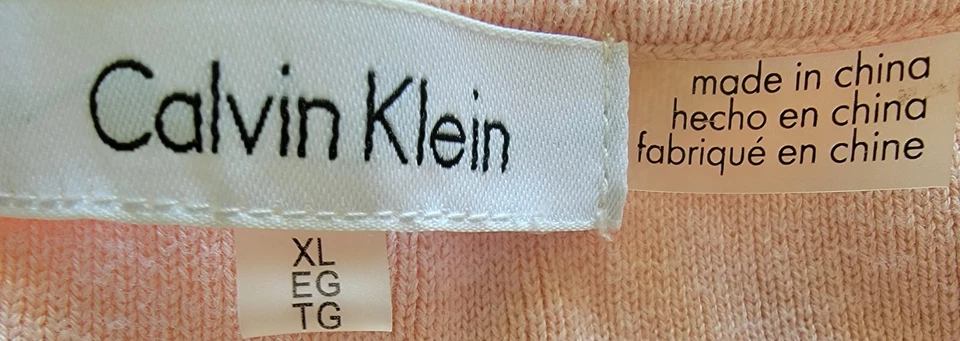 Calvin Klein
made in china
hecho en china
fabriqué en chine
XL
EG
TG